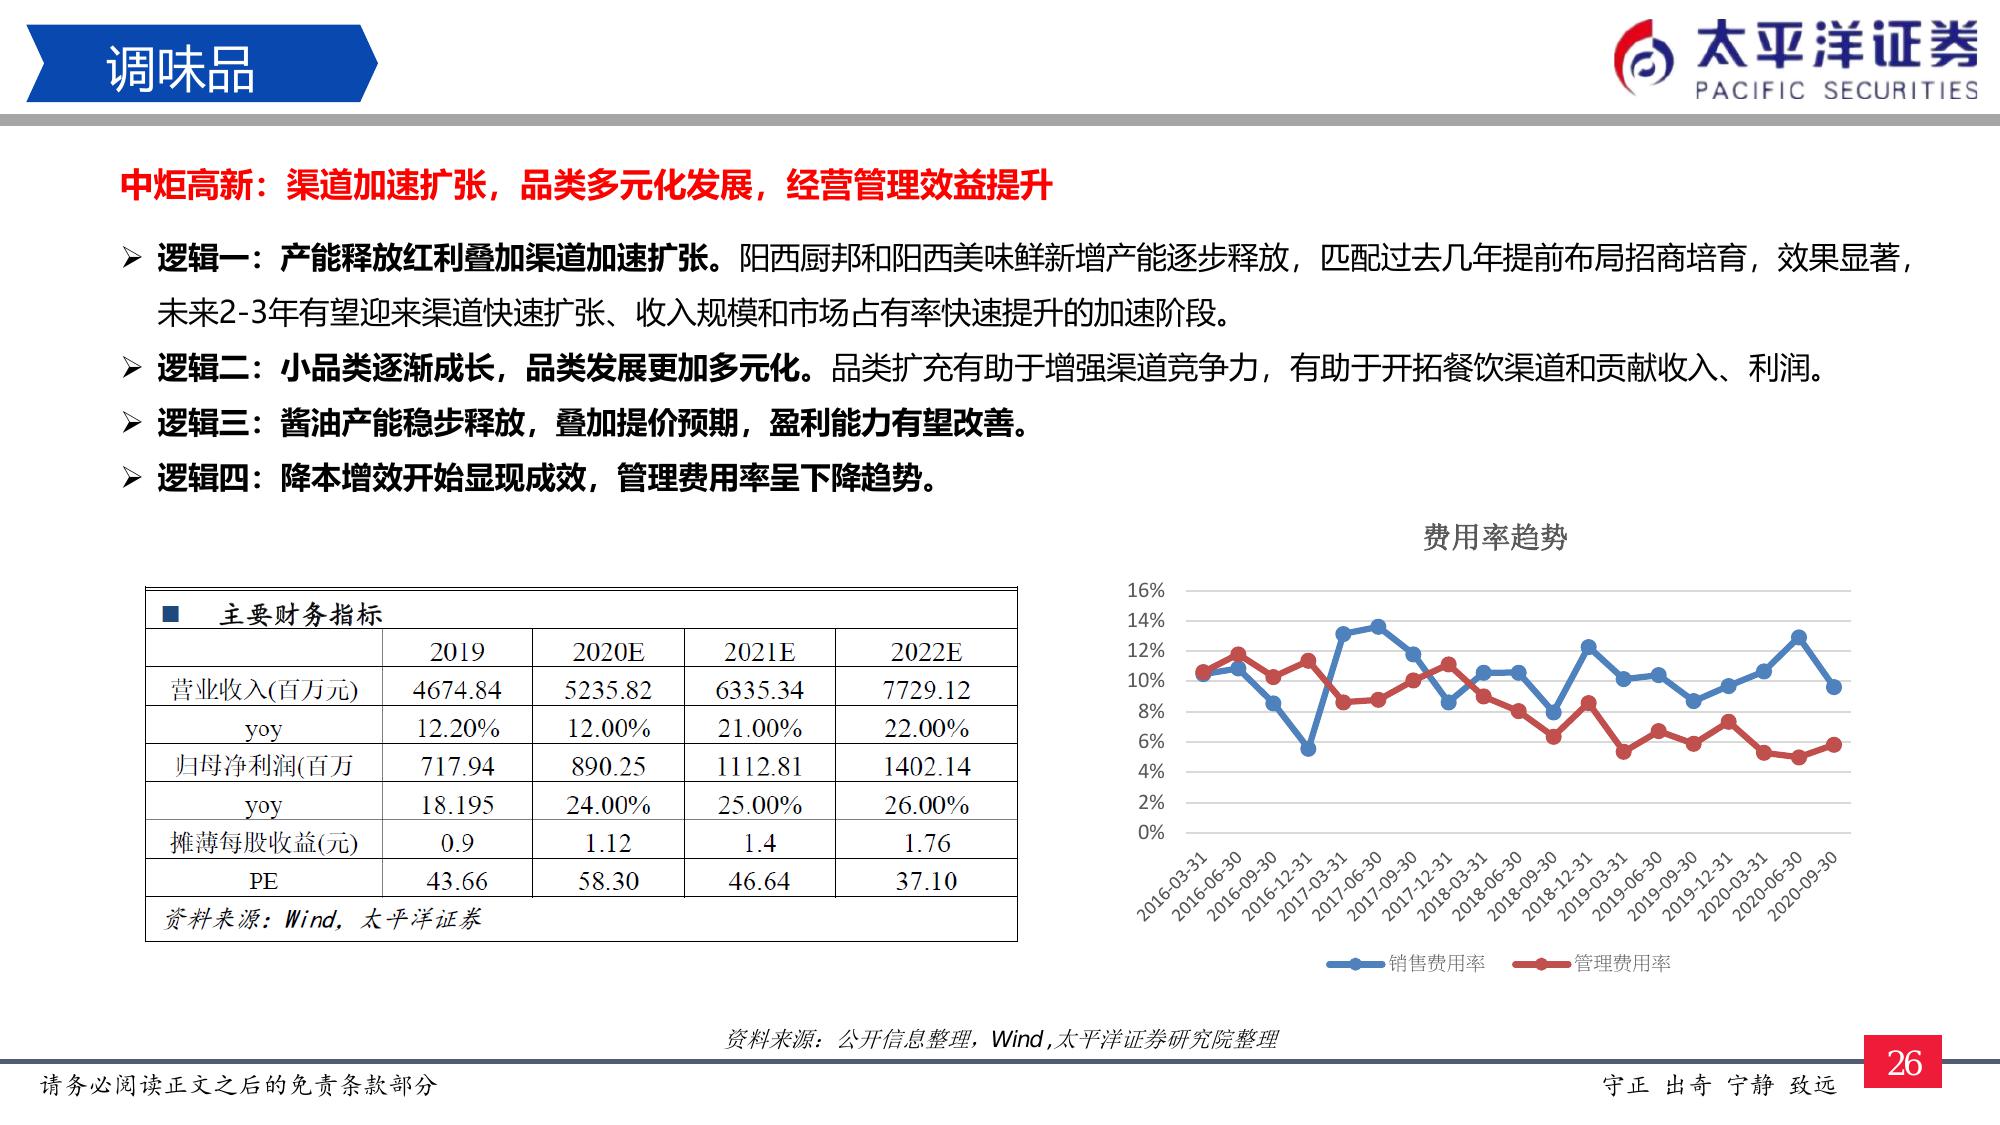 调味品
太平洋证券
PACIFIC SECURITIES
中炬高新：渠道加速扩张，品类多元化发展，经营管理效益提升
➢ 逻辑一：产能释放红利叠加渠道加速扩张。阳西厨邦和阳西美味鲜新增产能逐步释放，匹配过去几年提前布局招商培育，效果显著，
未来2-3年有望迎来渠道快速扩张、收入规模和市场占有率快速提升的加速阶段。
➢ 逻辑二：小品类逐渐成长，品类发展更加多元化。品类扩充有助于增强渠道竞争力，有助于开拓餐饮渠道和贡献收入、利润。
➢ 逻辑三：酱油产能稳步释放，叠加提价预期，盈利能力有望改善。
➢ 逻辑四：降本增效开始显现成效，管理费用率呈下降趋势。
■ 主要财务指标
2019 2020E 2021E 2022E
营业收入(百万元) 4674.84 5235.82 6335.34 7729.12
yoy 12.20% 12.00% 21.00% 22.00%
归母净利润(百万 717.94 890.25 1112.81 1402.14
yoy 18.195 24.00% 25.00% 26.00%
摊薄每股收益(元) 0.9 1.12 1.4 1.76
PE 43.66 58.30 46.64 37.10
资料来源：Wind，太平洋证券
费用率趋势
16%
14%
12%
10%
8%
6%
4%
2%
0%
2016-03-31
2016-06-30
2016-09-30
2016-12-31
2017-03-31
2017-06-30
2017-09-30
2017-12-31
2018-03-31
2018-06-30
2018-09-30
2018-12-31
2019-03-31
2019-06-30
2019-09-30
2019-12-31
2020-03-31
2020-06-30
2020-09-30
销售费用率 管理费用率
资料来源：公开信息整理，Wind ,太平洋证券研究院整理
请务必阅读正文之后的免责条款部分
守正 出奇 宁静 致远
26